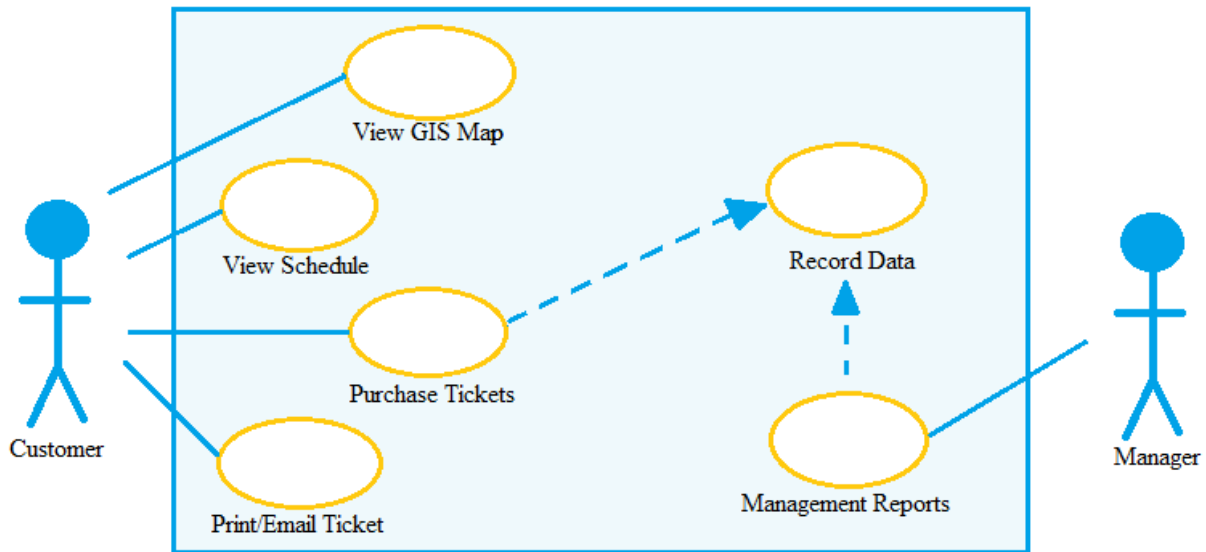 View GIS Map
View Schedule
Record Data
Purchase Tickets
Customer
Manager
Management Reports
Print/Email Ticket